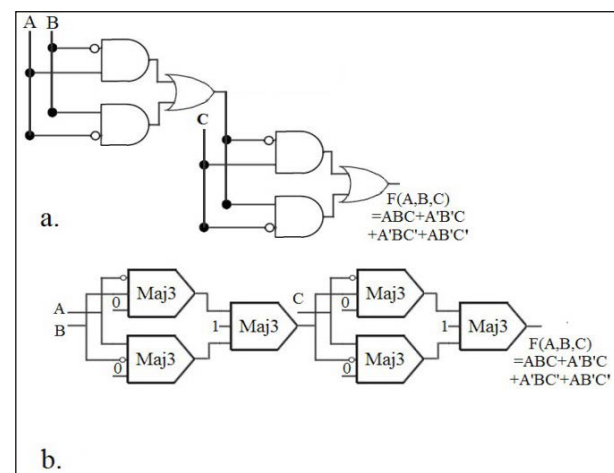 A B
C
F(A,B,C)
=ABC+A'B'C
+A'BC'+AB'C'
a.
A
B
0
Maj3
0
Maj3
1
Maj3
C
0
Maj3
0
Maj3
1
Maj3
F(A,B,C)
=ABC+A'B'C
+A'BC'+AB'C'
b.